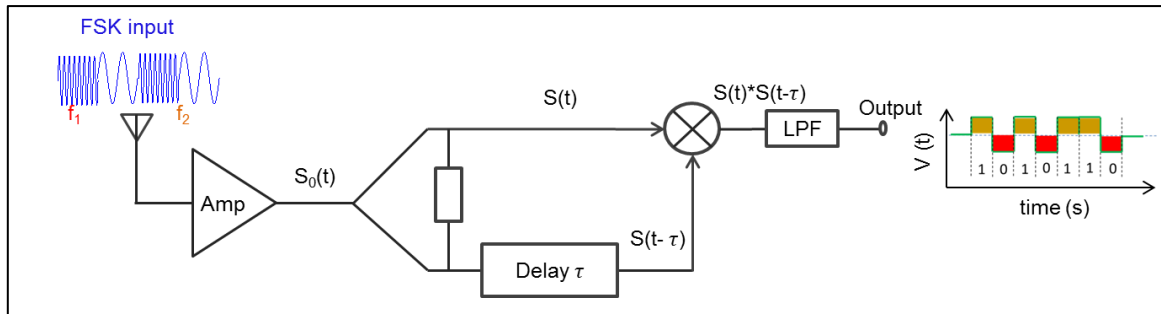 FSK input
f₁
f₂
Amp
S₀(t)
S(t)
Delay τ
S(t- τ)
S(t)*S(t-τ)
LPF
Output
V (t)
1 0 1 0 1 1 0
time (s)